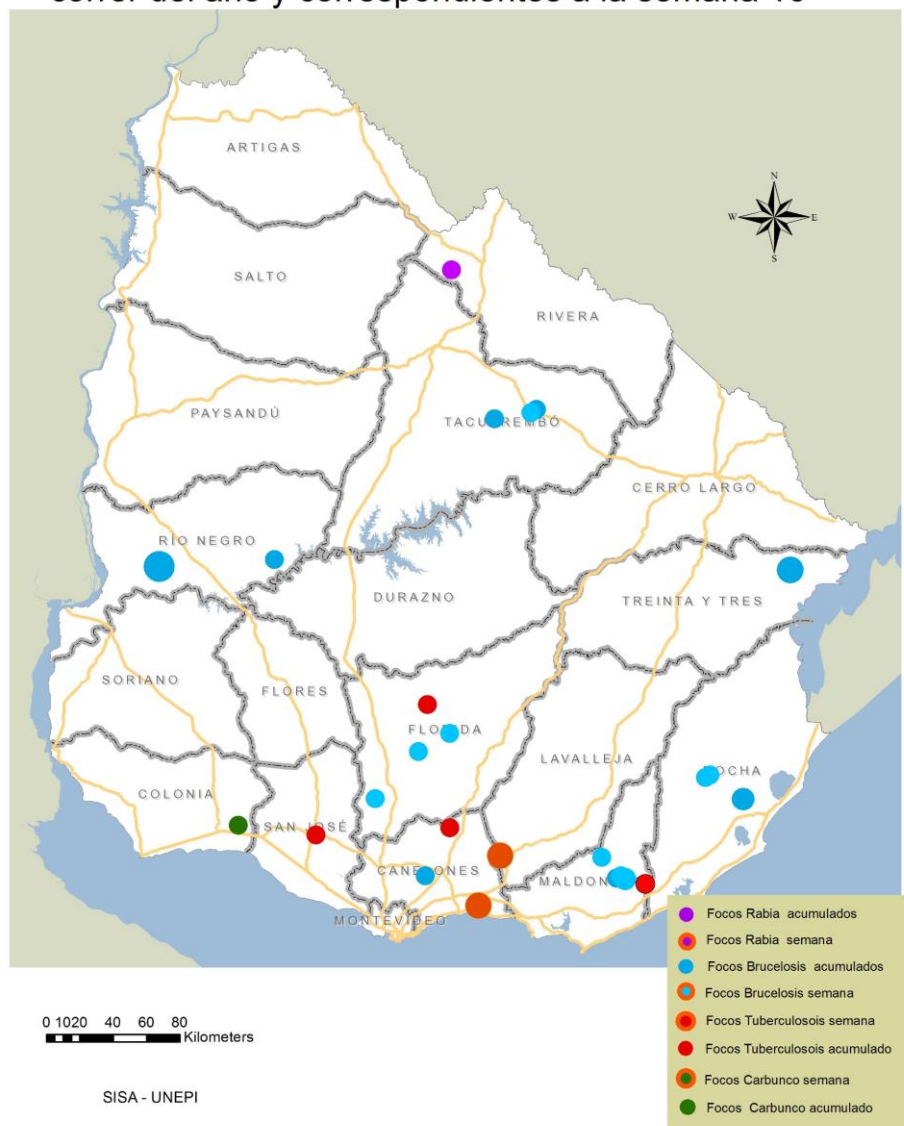 correr del año y correspondientes a la semana
N
W E
S
ARTIGAS
SALTO
RIVERA
PAYSANDÚ
TACUAREMBÓ
CERRO LARGO
RÍO NEGRO
DURAZNO
TREINTA Y TRES
SORIANO
FLORES
FLORIDA
LAVALLEJA
ROCHA
COLONIA
SAN JOSÉ
CANELONES
MALDONADO
MONTEVIDEO
Focos Rabia acumulados
Focos Rabia semana
Focos Brucelosis acumulados
Focos Brucelosis semana
Focos Tuberculosois semana
Focos Tuberculosois acumulado
Focos Carbunco semana
Focos Carbunco acumulado
0 10 20 40 60 80
Kilometers
SISA - UNEPI